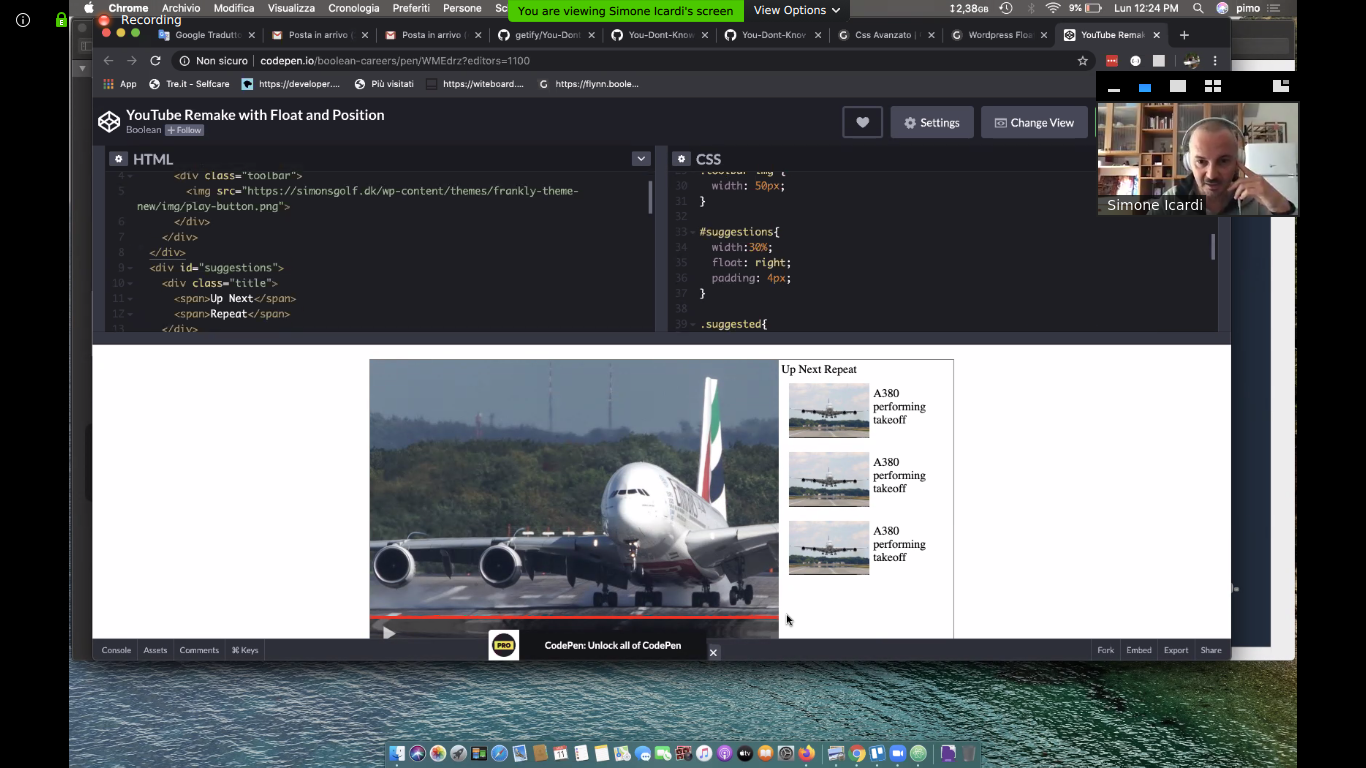 You are viewing Simone Icardi's screen
View Options
Recording
Chrome Archivio Modifica Visualizza Cronologia Preferiti Persone Sc
2,38GB 9% Lun 12:24 PM pimo
Google Tradutt
Posta in arrivo (
Posta in arrivo (
getify/You-Dont
You-Dont-Know
You-Dont-Know
Css Avanzato |
Wordpress Floa
YouTube Remak
Non sicuro | codepen.io/boolean-careers/pen/WMEdrz?editors=1100
App
Tre.it - Selfcare
https://developer....
Più visitati
https://witeboard....
https://flynn.boole...
YouTube Remake with Float and Position
Boolean + Follow
Settings
Change View
HTML
4 <div class="toolbar">
5 <img src="https://simonsgolf.dk/wp-content/themes/frankly-theme-
new/img/play-button.png">
6 </div>
7 </div>
8 </div>
9 <div id="suggestions">
10 <div class="title">
11 <span>Up Next</span>
12 <span>Repeat</span>
13 </div>
CSS
30 width: 50px;
31 }
32
33 #suggestions{
34 width:30%;
35 float: right;
36 padding: 4px;
37 }
38
39 .suggested{
Simone Icardi
Up Next Repeat
A380
performing
takeoff
A380
performing
takeoff
A380
performing
takeoff
PRO
CodePen: Unlock all of CodePen
Console Assets Comments ⌘ Keys
Fork Embed Export Share